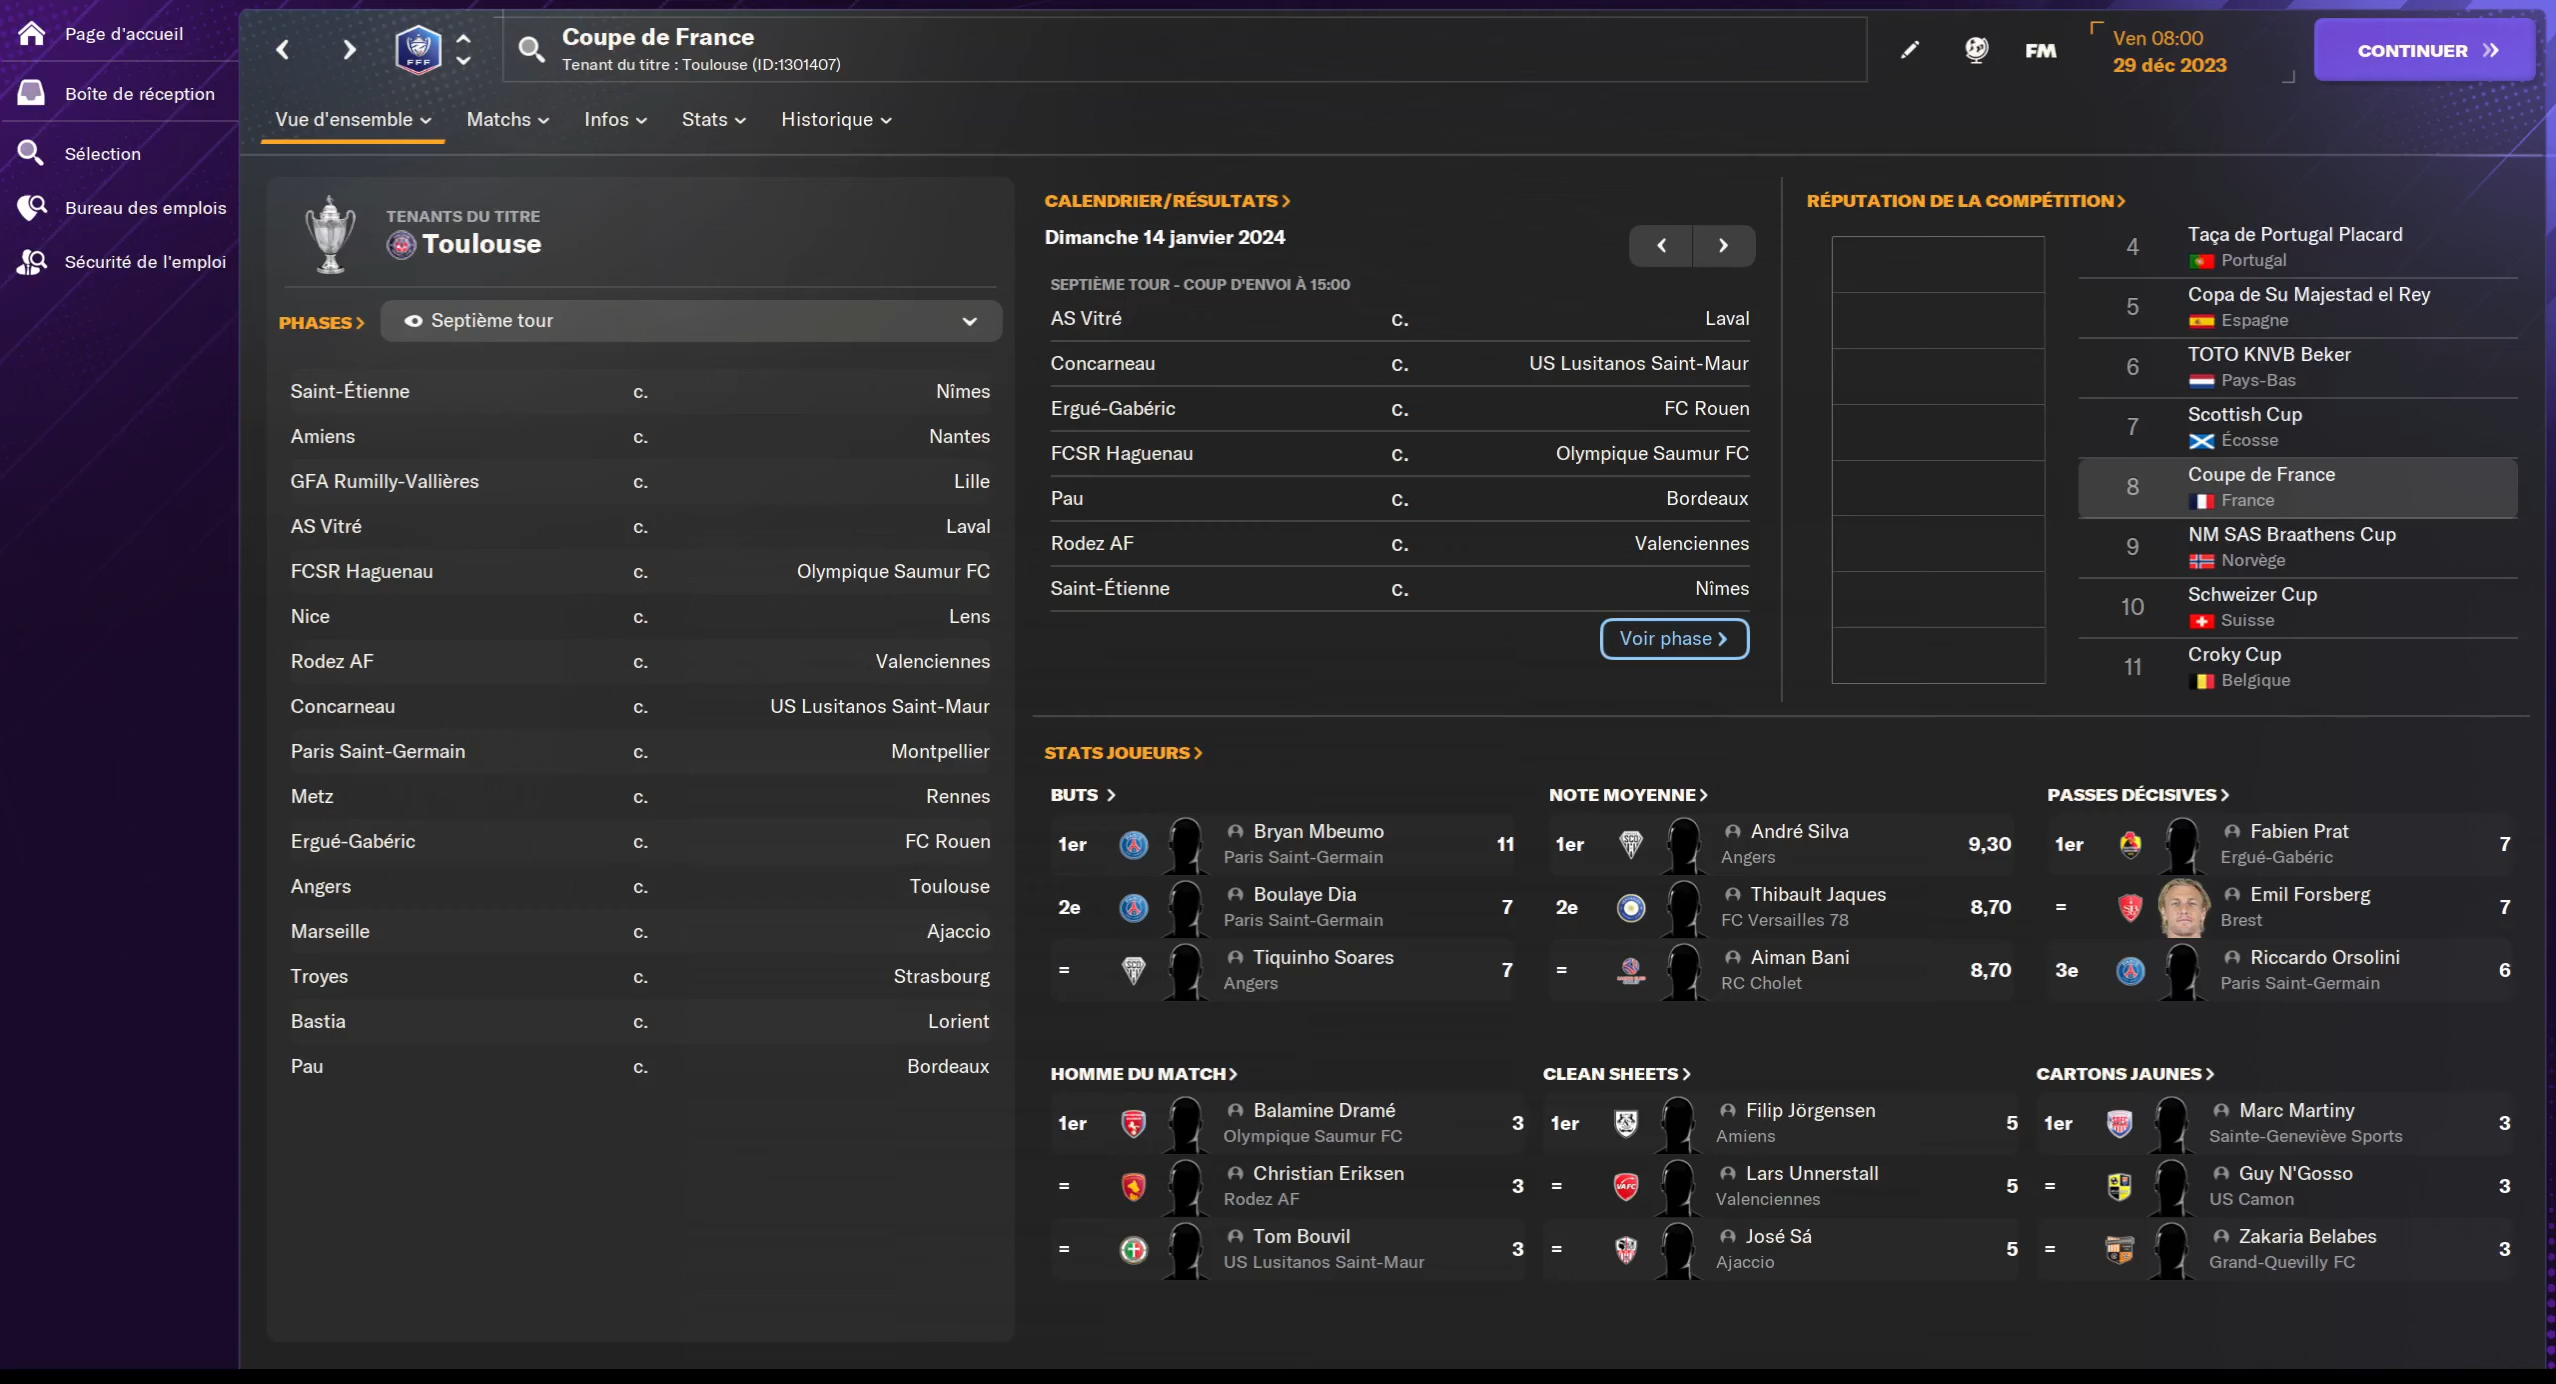 Page d'accueil
Boîte de réception
Sélection
Bureau des emplois
Sécurité de l'emploi
Coupe de France
Tenant du titre : Toulouse (ID:1301407)
FM
Ven 08:00
29 déc 2023
CONTINUER
Vue d'ensemble
Matchs
Infos
Stats
Historique
TENANTS DU TITRE
Toulouse
PHASES
Septième tour
Saint-Étienne c. Nîmes
Amiens c. Nantes
GFA Rumilly-Vallières c. Lille
AS Vitré c. Laval
FCSR Haguenau c. Olympique Saumur FC
Nice c. Lens
Rodez AF c. Valenciennes
Concarneau c. US Lusitanos Saint-Maur
Paris Saint-Germain c. Montpellier
Metz c. Rennes
Ergué-Gabéric c. FC Rouen
Angers c. Toulouse
Marseille c. Ajaccio
Troyes c. Strasbourg
Bastia c. Lorient
Pau c. Bordeaux
CALENDRIER/RÉSULTATS
Dimanche 14 janvier 2024
SEPTIÈME TOUR - COUP D'ENVOI À 15:00
AS Vitré c. Laval
Concarneau c. US Lusitanos Saint-Maur
Ergué-Gabéric c. FC Rouen
FCSR Haguenau c. Olympique Saumur FC
Pau c. Bordeaux
Rodez AF c. Valenciennes
Saint-Étienne c. Nîmes
Voir phase
RÉPUTATION DE LA COMPÉTITION
4 Taça de Portugal Placard
Portugal
5 Copa de Su Majestad el Rey
Espagne
6 TOTO KNVB Beker
Pays-Bas
7 Scottish Cup
Écosse
8 Coupe de France
France
9 NM SAS Braathens Cup
Norvège
10 Schweizer Cup
Suisse
11 Croky Cup
Belgique
STATS JOUEURS
BUTS
1er Bryan Mbeumo 11
Paris Saint-Germain
2e Boulaye Dia 7
Paris Saint-Germain
= Tiquinho Soares 7
Angers
NOTE MOYENNE
1er André Silva 9,30
Angers
2e Thibault Jaques 8,70
FC Versailles 78
= Aiman Bani 8,70
RC Cholet
PASSES DÉCISIVES
1er Fabien Prat 7
Ergué-Gabéric
= Emil Forsberg 7
Brest
3e Riccardo Orsolini 6
Paris Saint-Germain
HOMME DU MATCH
1er Balamine Dramé 3
Olympique Saumur FC
= Christian Eriksen 3
Rodez AF
= Tom Bouvil 3
US Lusitanos Saint-Maur
CLEAN SHEETS
1er Filip Jörgensen 5
Amiens
= Lars Unnerstall 5
Valenciennes
= José Sá 5
Ajaccio
CARTONS JAUNES
1er Marc Martiny 3
Sainte-Geneviève Sports
= Guy N'Gosso 3
US Camon
= Zakaria Belabes 3
Grand-Quevilly FC